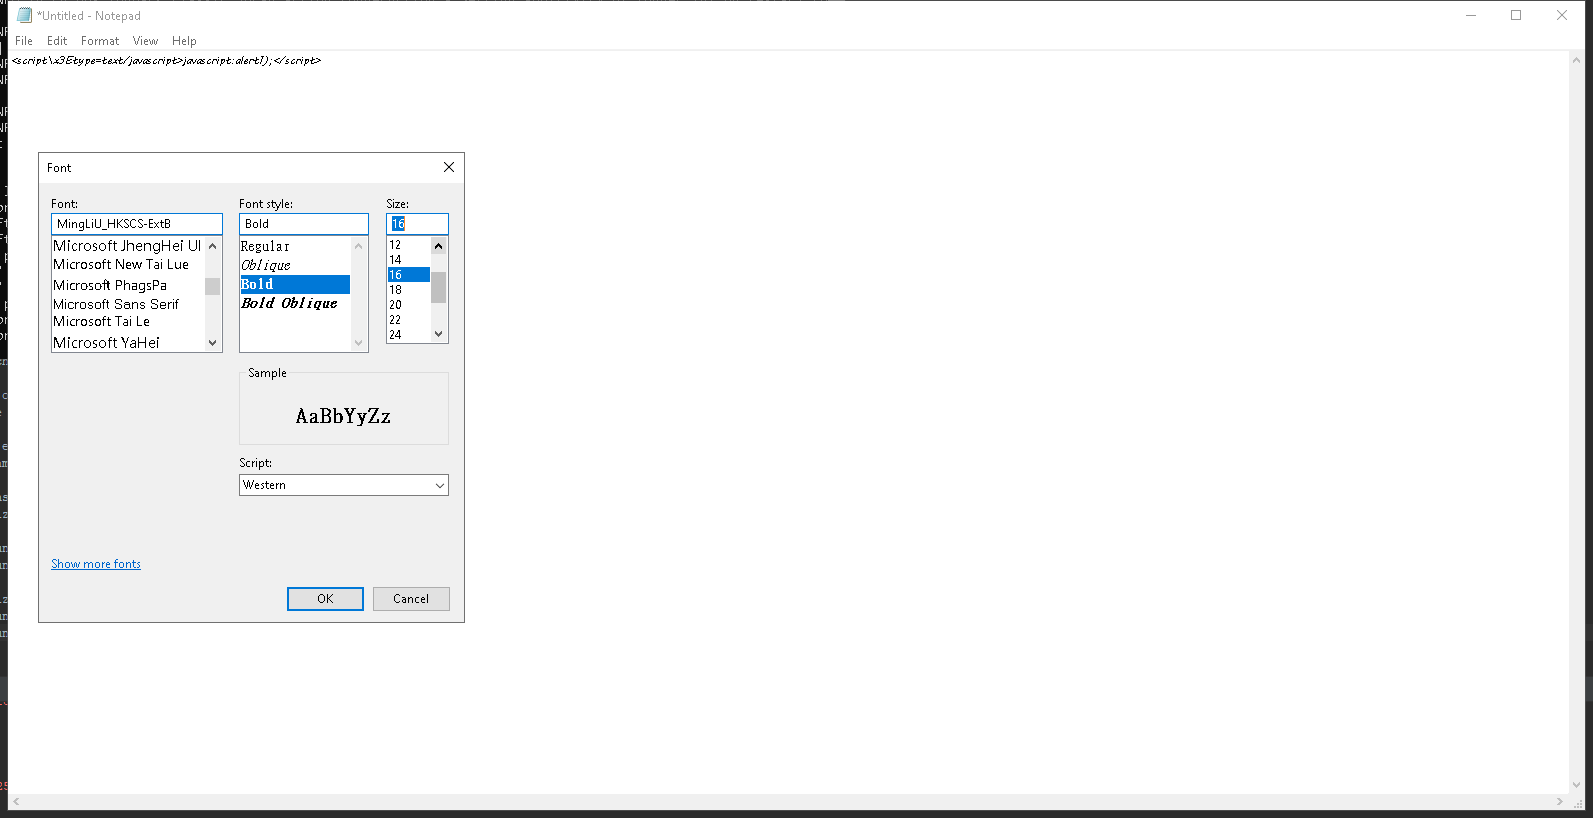 *Untitled - Notepad
File Edit Format View Help
<script\x3Etype=text/javascript>javascript:alert1);</script>
Font
Font: Font style: Size:
MingLiU_HKSCS-ExtB Bold 16
Microsoft JhengHei UI
Microsoft New Tai Lue
Microsoft PhagsPa
Microsoft Sans Serif
Microsoft Tai Le
Microsoft YaHei
Regular
Oblique
Bold
Bold Oblique
12
14
16
18
20
22
24
Sample
AaBbYyZz
Script:
Western
Show more fonts
OK Cancel